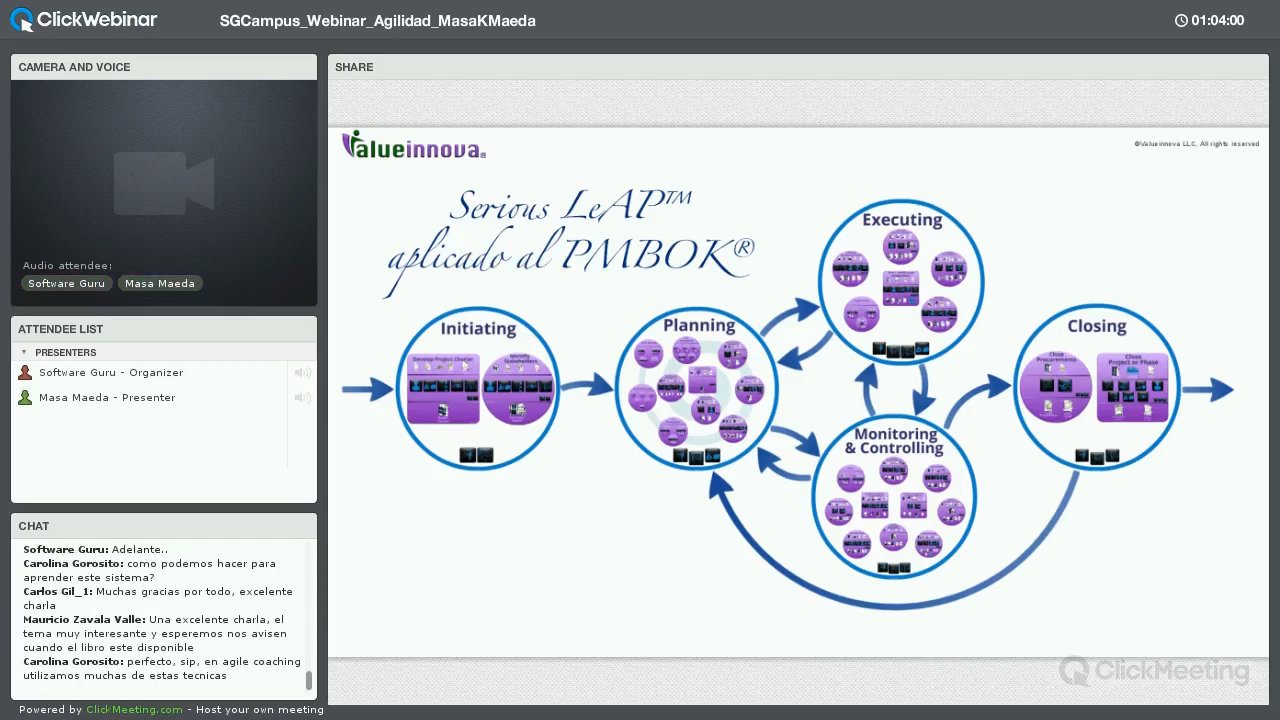 ClickWebinar
SGCampus_Webinar_Agilidad_MasaKMaeda
01:04:00
CAMERA AND VOICE
Audio attendee:
Software Guru
Masa Maeda
ATTENDEE LIST
PRESENTERS
Software Guru - Organizer
Masa Maeda - Presenter
CHAT
Software Guru: Adelante..
Carolina Gorosito: como podemos hacer para
aprender este sistema?
Carlos Gil_1: Muchas gracias por todo, excelente
charla
Mauricio Zavala Valle: Una excelente charla, el
tema muy interesante y esperemos nos avisen
cuando el libro este disponible
Carolina Gorosito: perfecto, sip, en agile coaching
utilizamos muchas de estas tecnicas
Powered by ClickMeeting.com - Host your own meeting
SHARE
Valueinnova®
©Valueinnova LLC, All rights reserved
Serious LeAP™
aplicado al PMBOK®
Initiating
Develop Project Charter
Identify
Stakeholders
Planning
Executing
Monitoring
& Controlling
Closing
Close
Procurements
Close
Project or Phase
ClickMeeting